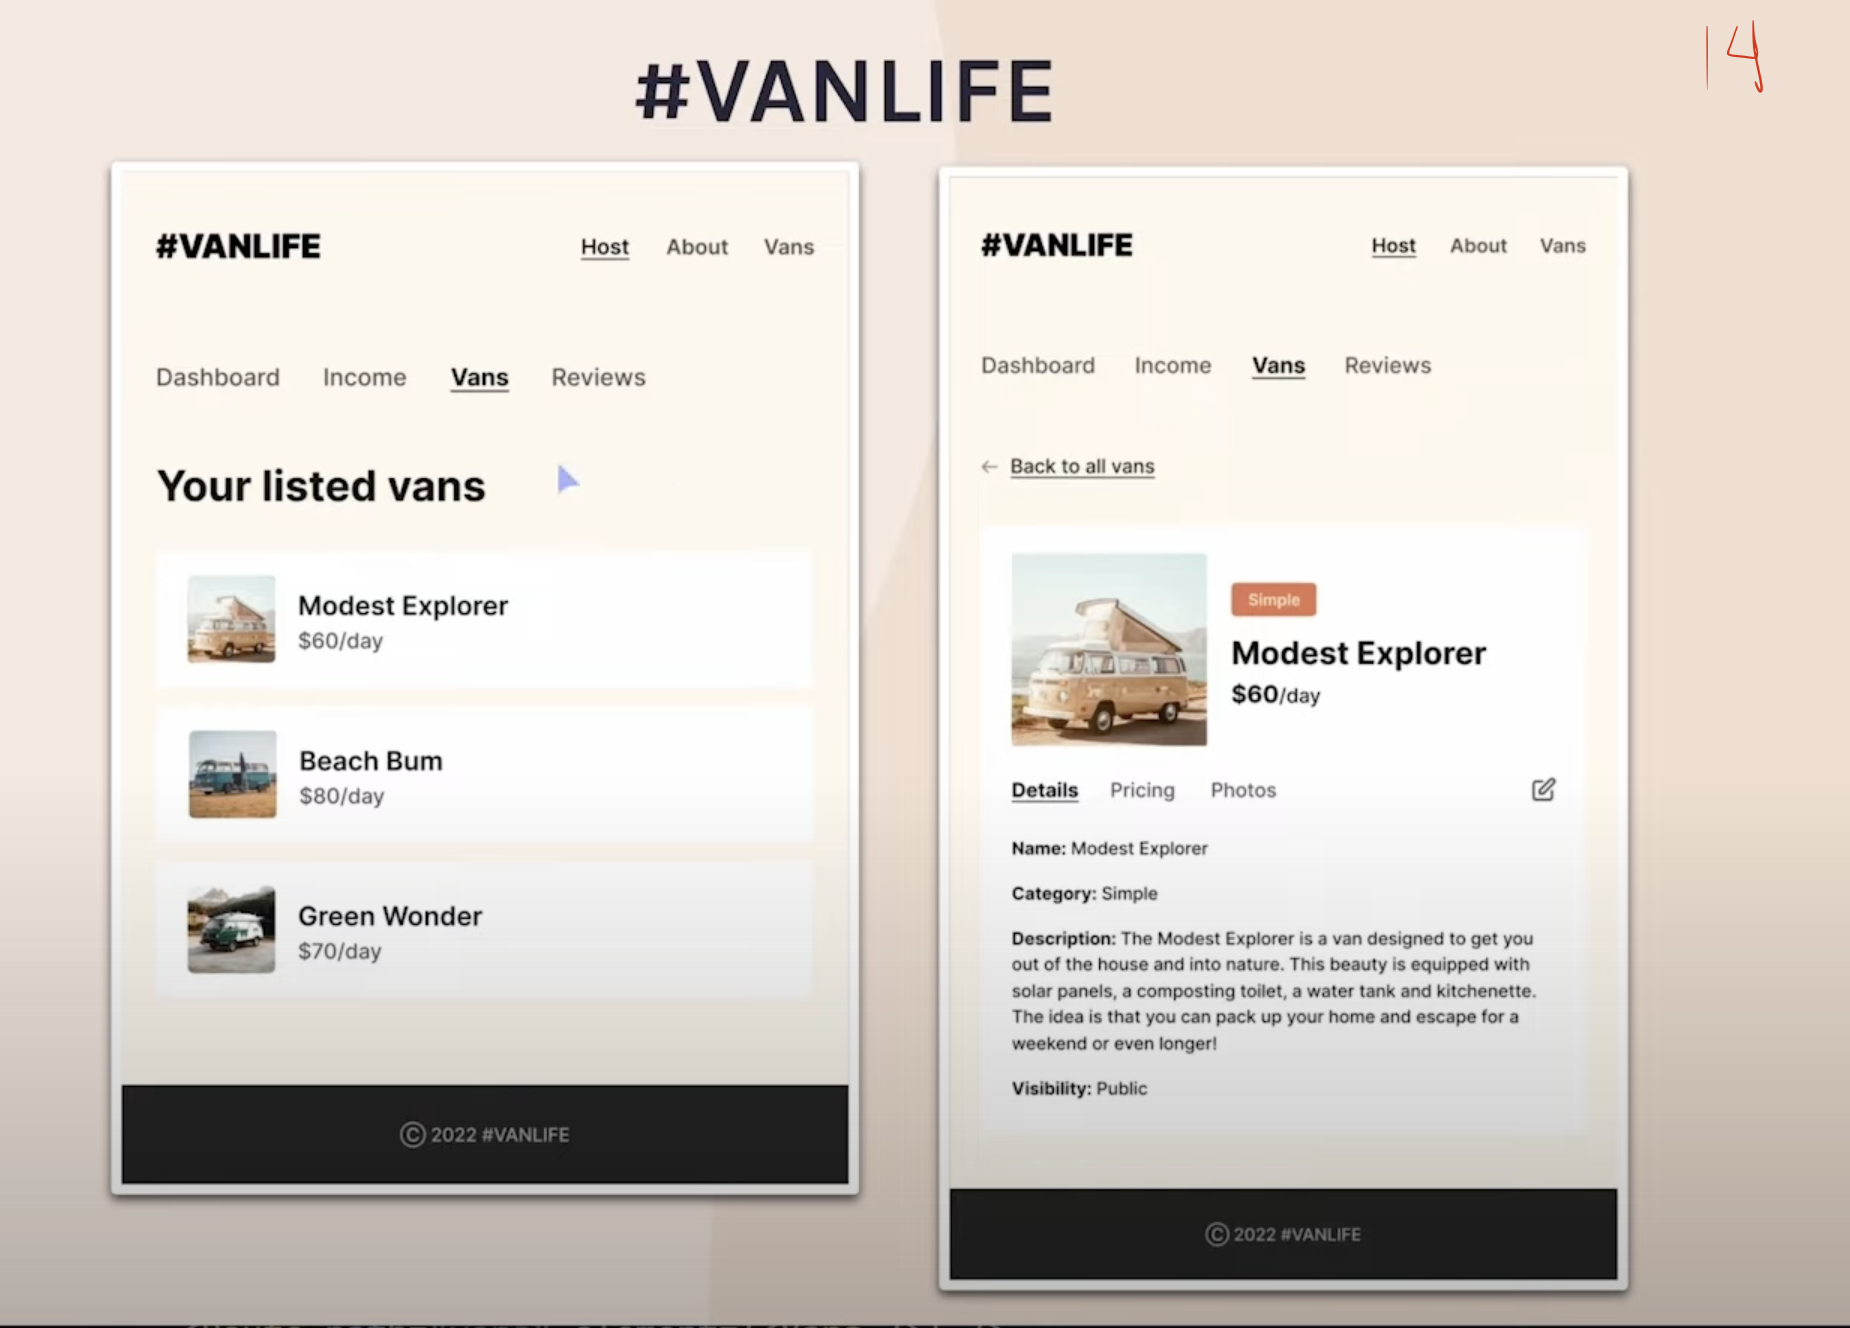 #VANLIFE
14
#VANLIFE Host About Vans
Dashboard Income Vans Reviews
Your listed vans
Modest Explorer
$60/day
Beach Bum
$80/day
Green Wonder
$70/day
© 2022 #VANLIFE
#VANLIFE Host About Vans
Dashboard Income Vans Reviews
← Back to all vans
Simple
Modest Explorer
$60/day
Details Pricing Photos
Name: Modest Explorer
Category: Simple
Description: The Modest Explorer is a van designed to get you
out of the house and into nature. This beauty is equipped with
solar panels, a composting toilet, a water tank and kitchenette.
The idea is that you can pack up your home and escape for a
weekend or even longer!
Visibility: Public
© 2022 #VANLIFE